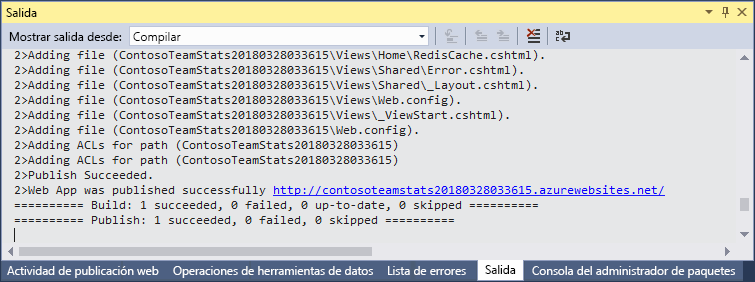 Salida
Mostrar salida desde: Compilar
2>Adding file (ContosoTeamStats20180328033615\Views\Home\RedisCache.cshtml).
2>Adding file (ContosoTeamStats20180328033615\Views\Shared\Error.cshtml).
2>Adding file (ContosoTeamStats20180328033615\Views\Shared\_Layout.cshtml).
2>Adding file (ContosoTeamStats20180328033615\Views\Web.config).
2>Adding file (ContosoTeamStats20180328033615\Views\_ViewStart.cshtml).
2>Adding file (ContosoTeamStats20180328033615\Web.config).
2>Adding ACLs for path (ContosoTeamStats20180328033615)
2>Adding ACLs for path (ContosoTeamStats20180328033615)
2>Publish Succeeded.
2>Web App was published successfully http://contosoteamstats20180328033615.azurewebsites.net/
========== Build: 1 succeeded, 0 failed, 0 up-to-date, 0 skipped ==========
========== Publish: 1 succeeded, 0 failed, 0 skipped ==========
Actividad de publicación web Operaciones de herramientas de datos Lista de errores Salida Consola del administrador de paquetes